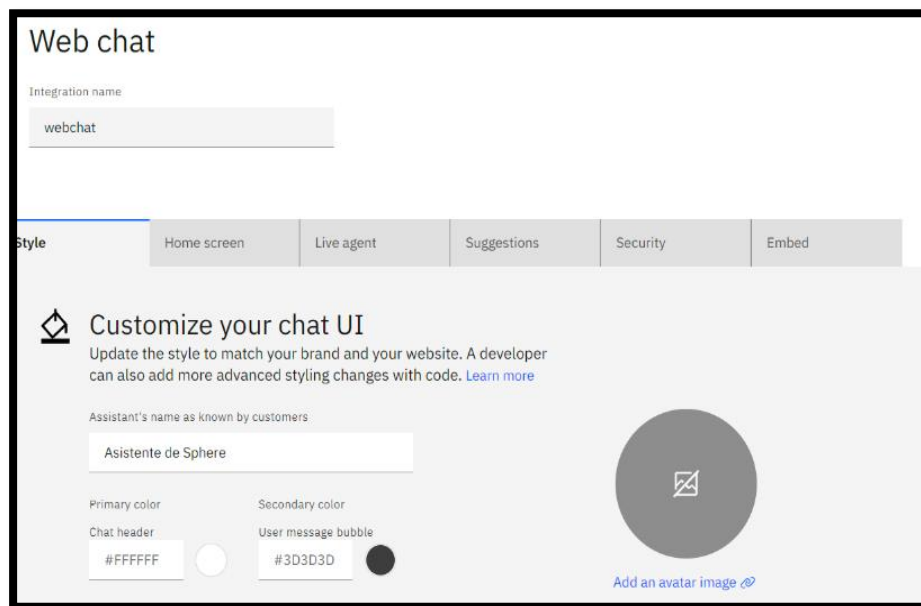 Web chat
Integration name
webchat
Style Home screen Live agent Suggestions Security Embed
Customize your chat UI
Update the style to match your brand and your website. A developer
can also add more advanced styling changes with code. Learn more
Assistant's name as known by customers
Asistente de Sphere
Primary color Secondary color
Chat header User message bubble
#FFFFFF #3D3D3D
Add an avatar image